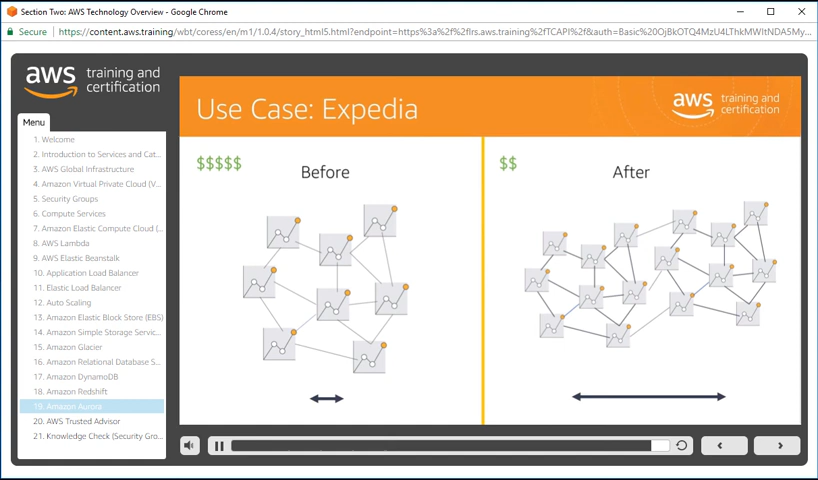 Section Two: AWS Technology Overview - Google Chrome
Secure https://content.aws.training/wbt/coress/en/m1/1.0.4/story_html5.html?endpoint=https%3a%2f%2flrs.aws.training%2fTCAPI%2f&auth=Basic%20OjBkOTQ4MzU4LThkMWItNDA5My...
aws training and certification
Menu
1. Welcome
2. Introduction to Services and Cat...
3. AWS Global Infrastructure
4. Amazon Virtual Private Cloud (V...
5. Security Groups
6. Compute Services
7. Amazon Elastic Compute Cloud (...
8. AWS Lambda
9. AWS Elastic Beanstalk
10. Application Load Balancer
11. Elastic Load Balancer
12. Auto Scaling
13. Amazon Elastic Block Store (EBS)
14. Amazon Simple Storage Servic...
15. Amazon Glacier
16. Amazon Relational Database S...
17. Amazon DynamoDB
18. Amazon Redshift
19. Amazon Aurora
20. AWS Trusted Advisor
21. Knowledge Check (Security Gro...
Use Case: Expedia
aws training and certification
$$$$$
Before
$$
After